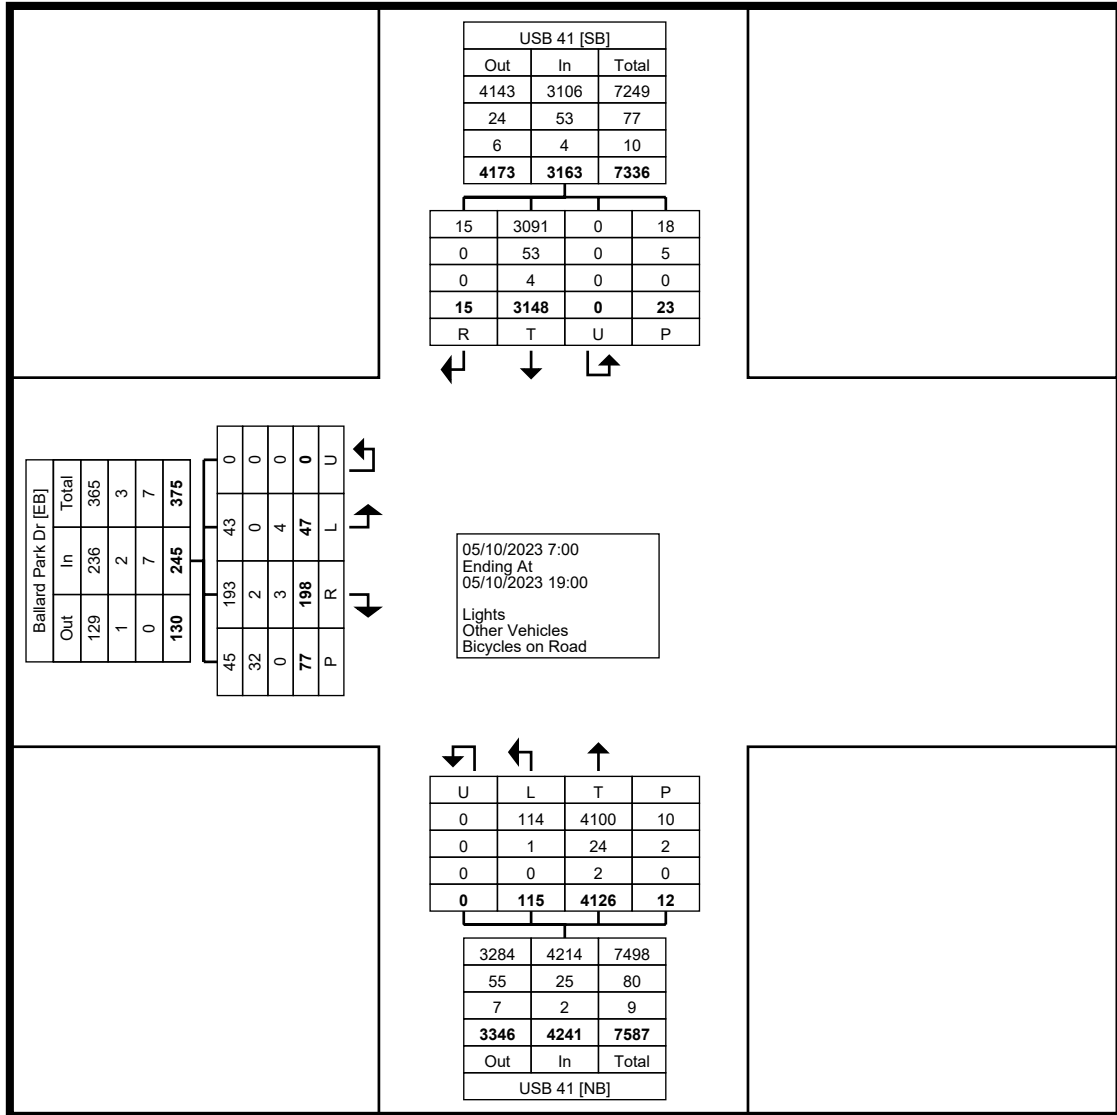 USB 41 [SB]
Out In Total
4143 3106 7249
24 53 77
6 4 10
4173 3163 7336
15 3091 0 18
0 53 0 5
0 4 0 0
15 3148 0 23
R T U P
Ballard Park Dr [EB]
Out In Total
129 236 365
1 2 3
0 7 7
130 245 375
45 193 43 0
32 2 0 0
0 3 4 0
77 198 47 0
P R L U
05/10/2023 7:00
Ending At
05/10/2023 19:00
Lights
Other Vehicles
Bicycles on Road
U L T P
0 114 4100 10
0 1 24 2
0 0 2 0
0 115 4126 12
3284 4214 7498
55 25 80
7 2 9
3346 4241 7587
Out In Total
USB 41 [NB]